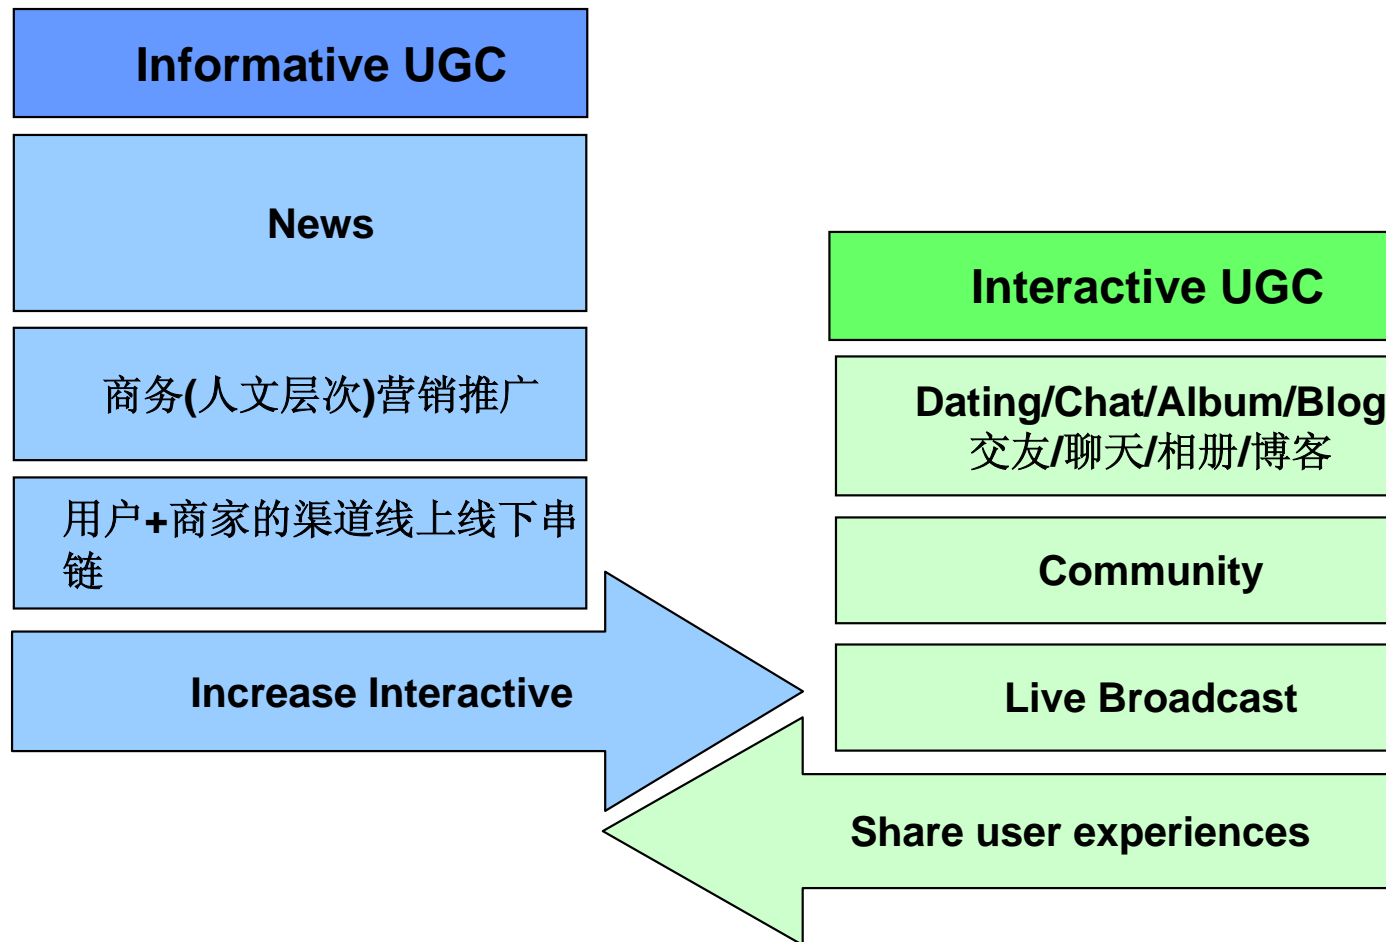 Informative UGC
News
商务(人文层次)营销推广
用户+商家的渠道线上线下串
链
Increase Interactive
Interactive UGC
Dating/Chat/Album/Blog
交友/聊天/相册/博客
Community
Live Broadcast
Share user experiences